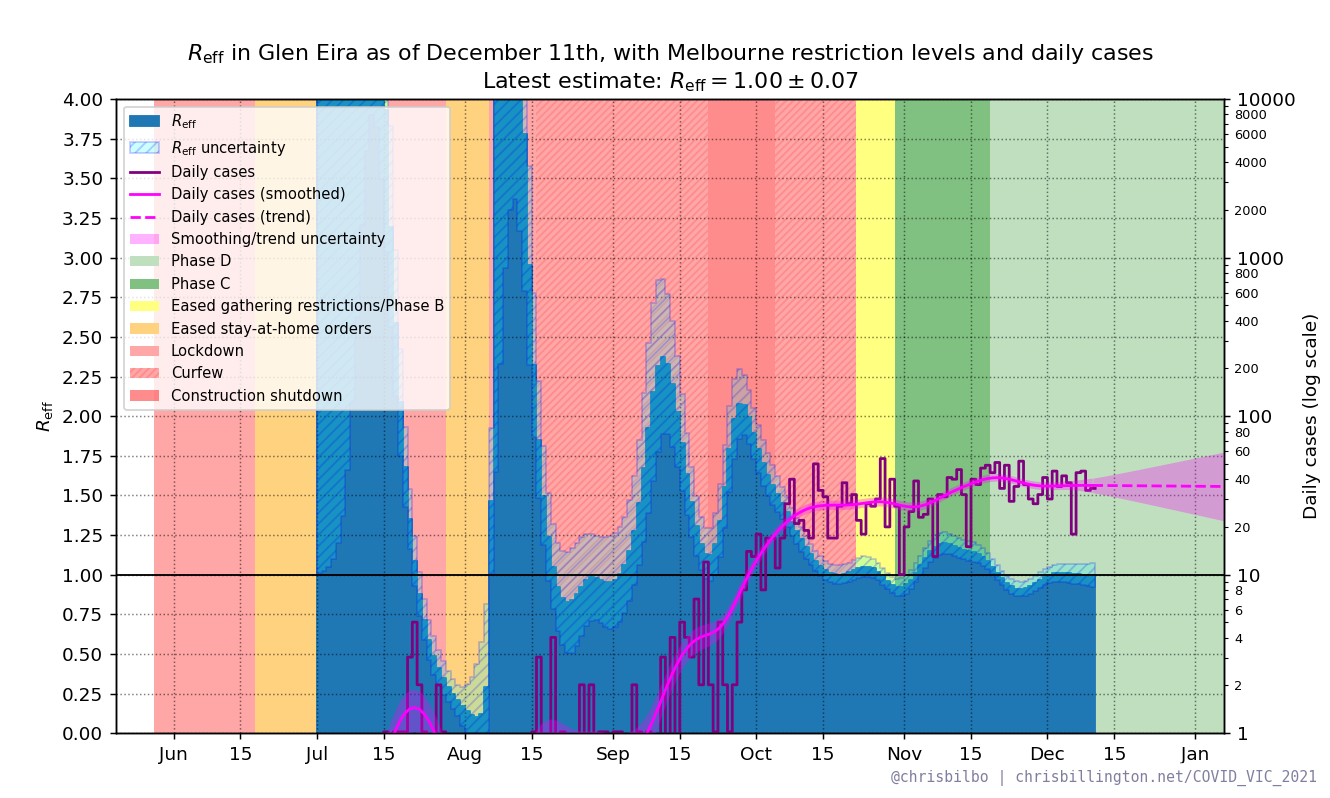 R_eff in Glen Eira as of December 11th, with Melbourne restriction levels and daily cases
Latest estimate: R_eff = 1.00 ± 0.07
R_eff
R_eff uncertainty
Daily cases
Daily cases (smoothed)
Daily cases (trend)
Smoothing/trend uncertainty
Phase D
Phase C
Eased gathering restrictions/Phase B
Eased stay-at-home orders
Lockdown
Curfew
Construction shutdown
R_eff
4.00
3.75
3.50
3.25
3.00
2.75
2.50
2.25
2.00
1.75
1.50
1.25
1.00
0.75
0.50
0.25
0.00
Jun 15 Jul 15 Aug 15 Sep 15 Oct 15 Nov 15 Dec 15 Jan
10000
8000
6000
4000
2000
1000
800
600
400
200
100
80
60
40
20
10
8
6
4
2
1
Daily cases (log scale)
@chrisbilbo | chrisbillington.net/COVID_VIC_2021